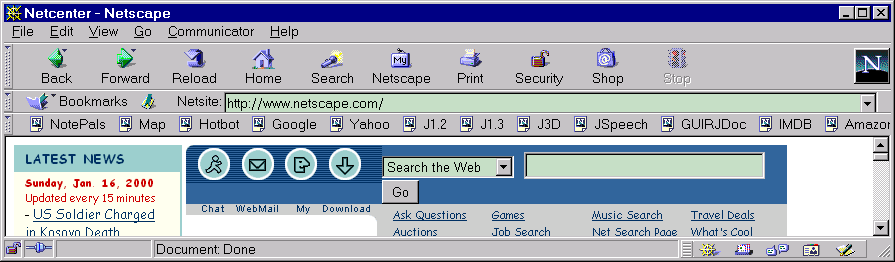 Netcenter - Netscape
File Edit View Go Communicator Help
Back Forward Reload Home Search Netscape Print Security Shop Stop
My
N
Bookmarks Netsite: http://www.netscape.com/
NotePals Map Hotbot Google Yahoo J1.2 J1.3 J3D JSpeech GUIRJDoc IMDB Amazon
LATEST NEWS
Sunday, Jan. 16, 2000
Updated every 15 minutes
- US Soldier Charged
in Kosovo Death
Search the Web
Go
Chat WebMail My Download
Ask Questions Games Music Search Travel Deals
Auctions Job Search Net Search Page What's Cool
Document: Done